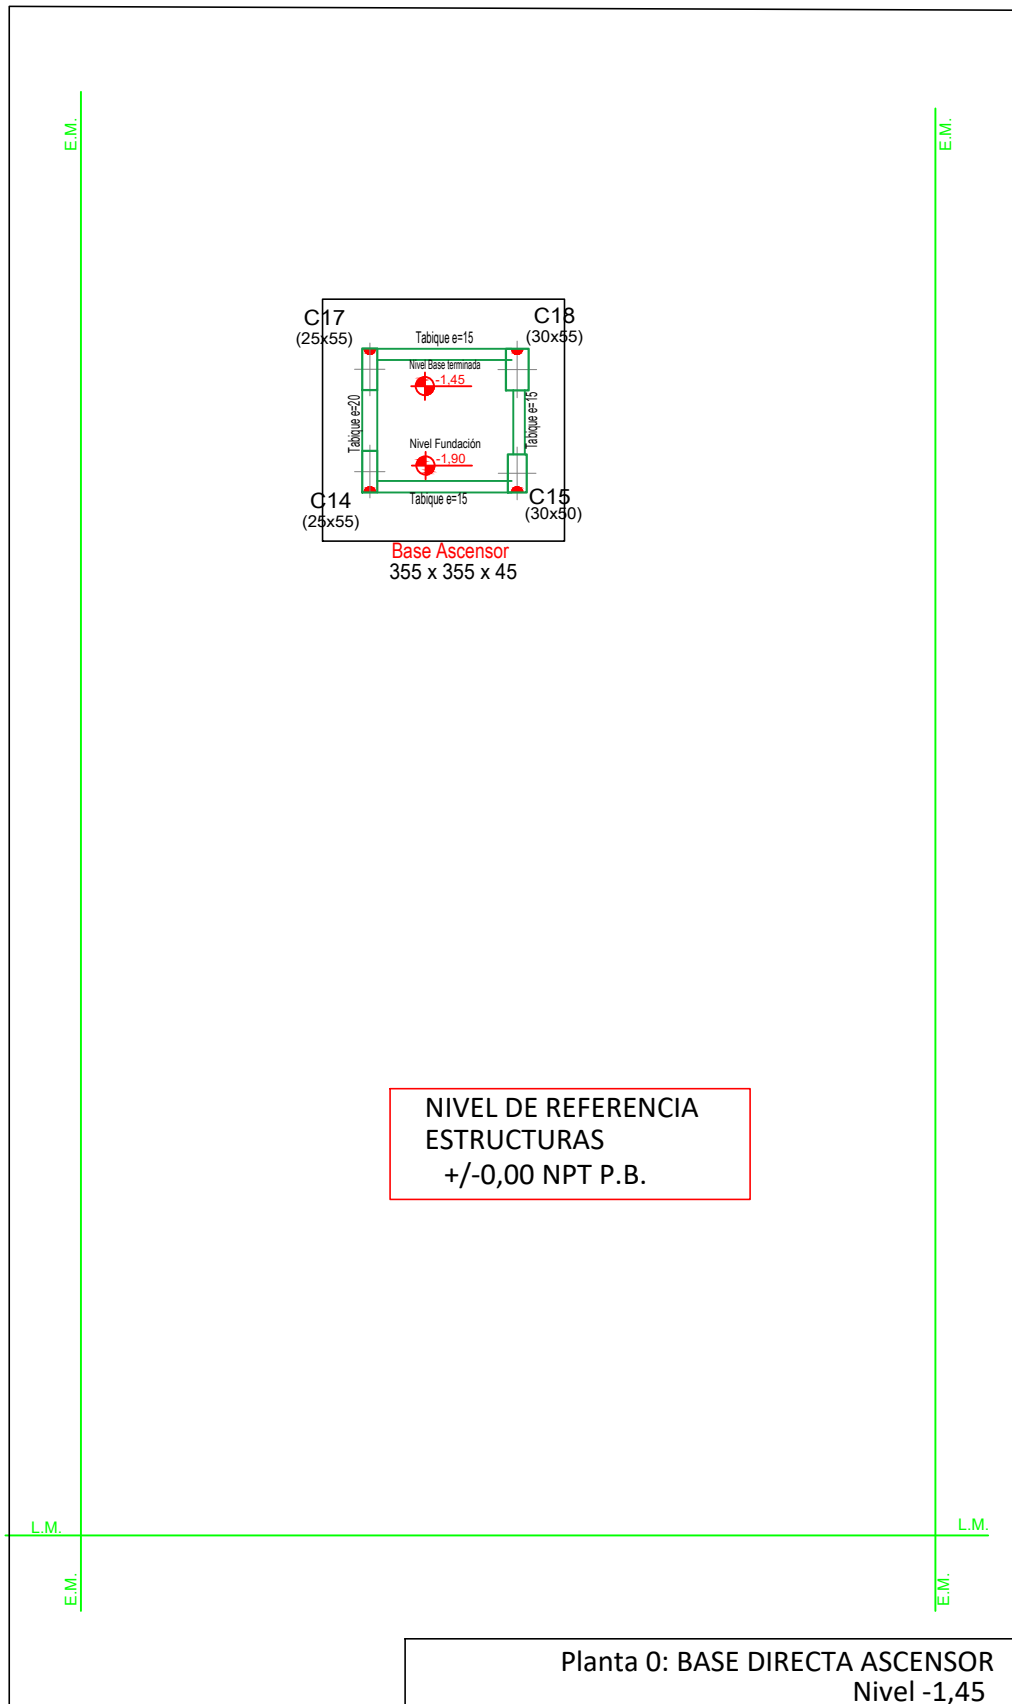 E.M.
E.M.
C17
(25x55)
C18
(30x55)
Tabique e=15
Nivel Base terminada
-1,45
Tabique e=20
Tabique e=15
Nivel Fundación
-1,90
C14
(25x55)
Tabique e=15
C15
(30x50)
Base Ascensor
355 x 355 x 45
NIVEL DE REFERENCIA
ESTRUCTURAS
+/-0,00 NPT P.B.
L.M.
L.M.
E.M.
E.M.
Planta 0: BASE DIRECTA ASCENSOR
Nivel -1,45